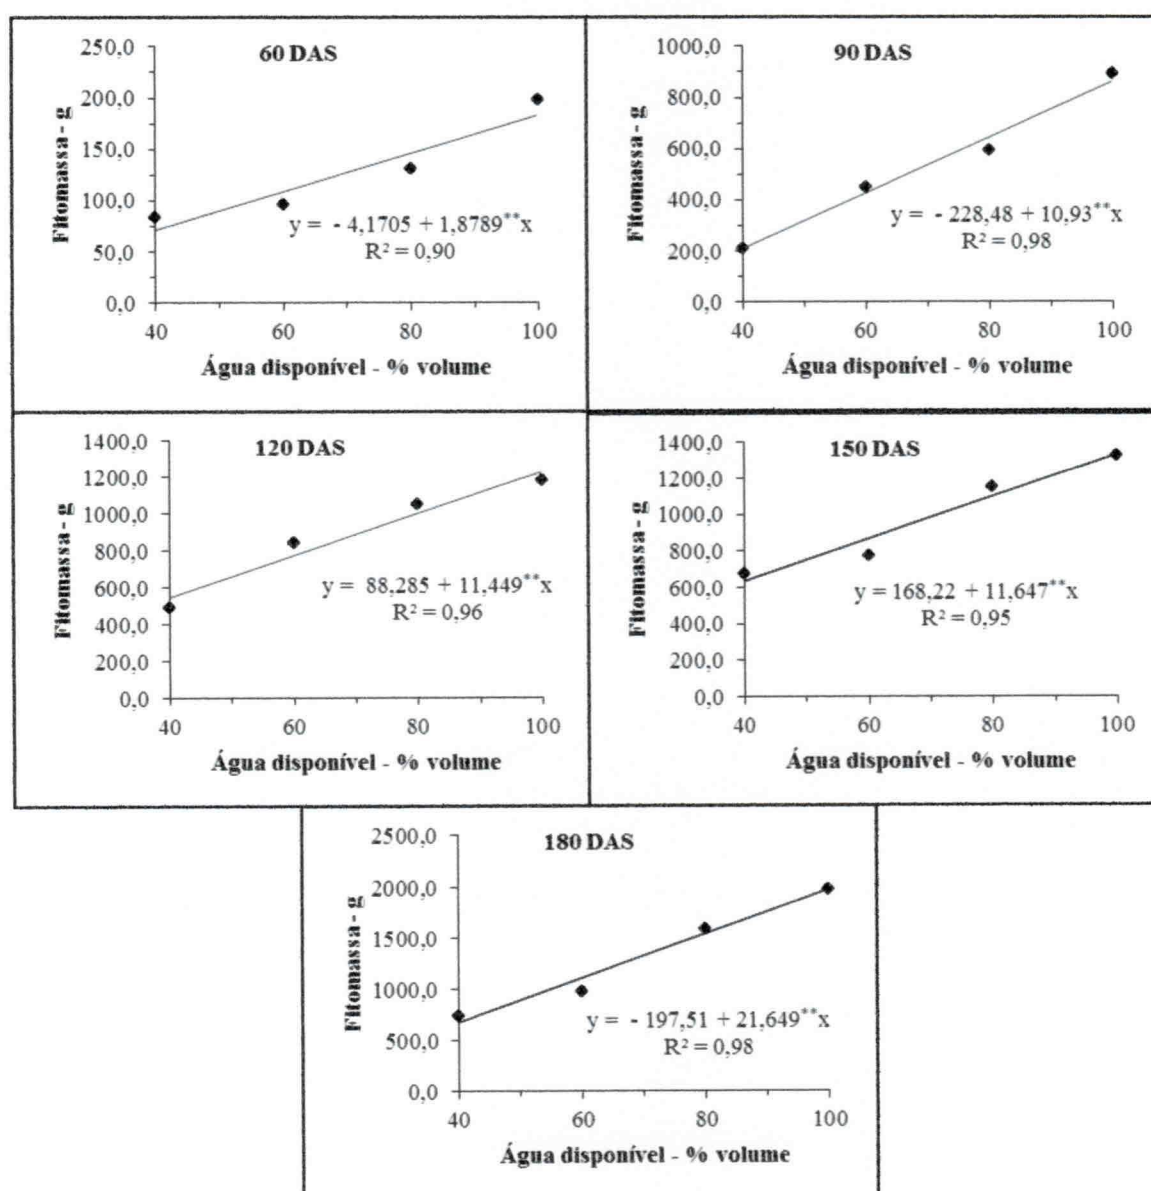 60 DAS
Fitomassa - g
250,0
200,0
150,0
100,0
50,0
0,0
y = - 4,1705 + 1,8789**x
R² = 0,90
40 60 80 100
Água disponível - % volume
90 DAS
Fitomassa - g
1000,0
800,0
600,0
400,0
200,0
0,0
y = - 228,48 + 10,93**x
R² = 0,98
40 60 80 100
Água disponível - % volume
120 DAS
Fitomassa - g
1400,0
1200,0
1000,0
800,0
600,0
400,0
200,0
0,0
y = 88,285 + 11,449**x
R² = 0,96
40 60 80 100
Água disponível - % volume
150 DAS
Fitomassa - g
1400,0
1200,0
1000,0
800,0
600,0
400,0
200,0
0,0
y = 168,22 + 11,647**x
R² = 0,95
40 60 80 100
Água disponível - % volume
180 DAS
Fitomassa - g
2500,0
2000,0
1500,0
1000,0
500,0
0,0
y = - 197,51 + 21,649**x
R² = 0,98
40 60 80 100
Água disponível - % volume